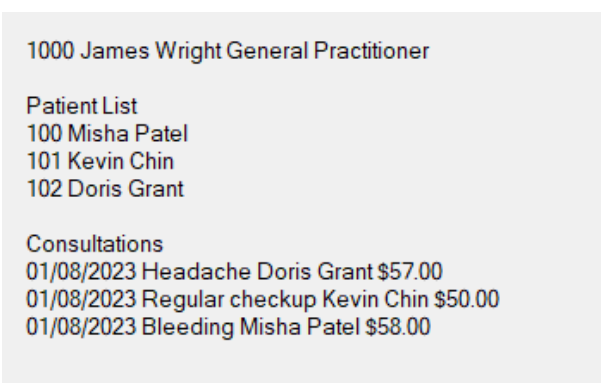 1000 James Wright General Practitioner
Patient List
100 Misha Patel
101 Kevin Chin
102 Doris Grant
Consultations
01/08/2023 Headache Doris Grant $57.00
01/08/2023 Regular checkup Kevin Chin $50.00
01/08/2023 Bleeding Misha Patel $58.00